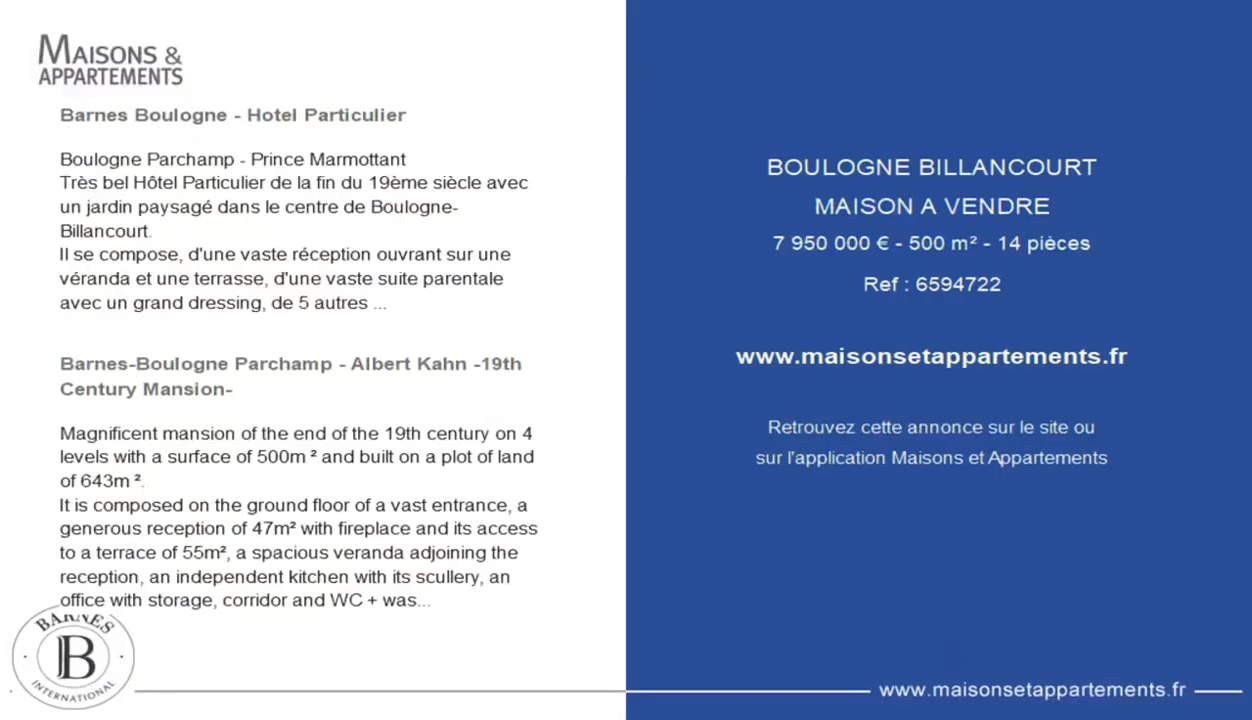 MAISONS &
APPARTEMENTS
Barnes Boulogne - Hotel Particulier
Boulogne Parchamp - Prince Marmottant
Très bel Hôtel Particulier de la fin du 19ème siècle avec
un jardin paysagé dans le centre de Boulogne-
Billancourt.
Il se compose, d'une vaste réception ouvrant sur une
véranda et une terrasse, d'une vaste suite parentale
avec un grand dressing, de 5 autres ...
Barnes-Boulogne Parchamp - Albert Kahn -19th
Century Mansion-
Magnificent mansion of the end of the 19th century on 4
levels with a surface of 500m ² and built on a plot of land
of 643m ².
It is composed on the ground floor of a vast entrance, a
generous reception of 47m² with fireplace and its access
to a terrace of 55m², a spacious veranda adjoining the
reception, an independent kitchen with its scullery, an
office with storage, corridor and WC + was...
BARNES
B
INTERNATIONAL
BOULOGNE BILLANCOURT
MAISON A VENDRE
7 950 000 € - 500 m² - 14 pièces
Ref : 6594722
www.maisonsetappartements.fr
Retrouvez cette annonce sur le site ou
sur l'application Maisons et Appartements
www.maisonsetappartements.fr